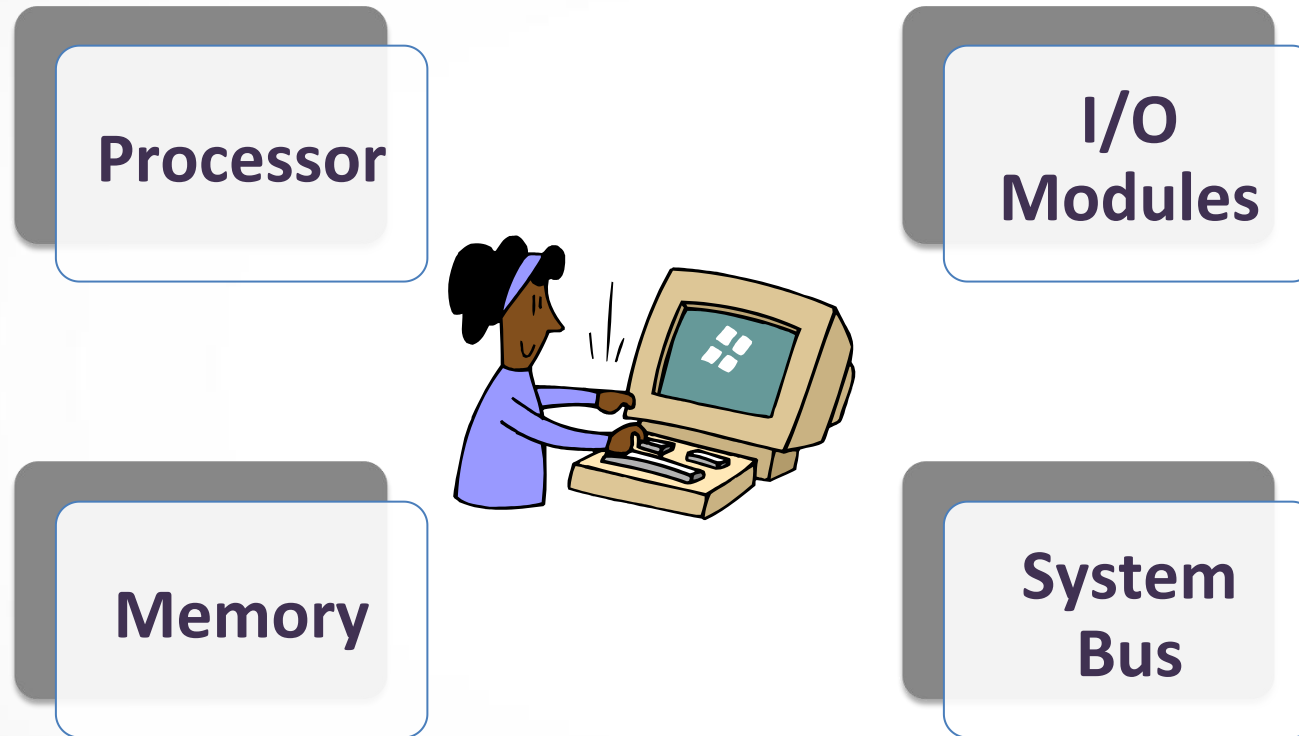 Processor
I/O
Modules
Memory
System
Bus